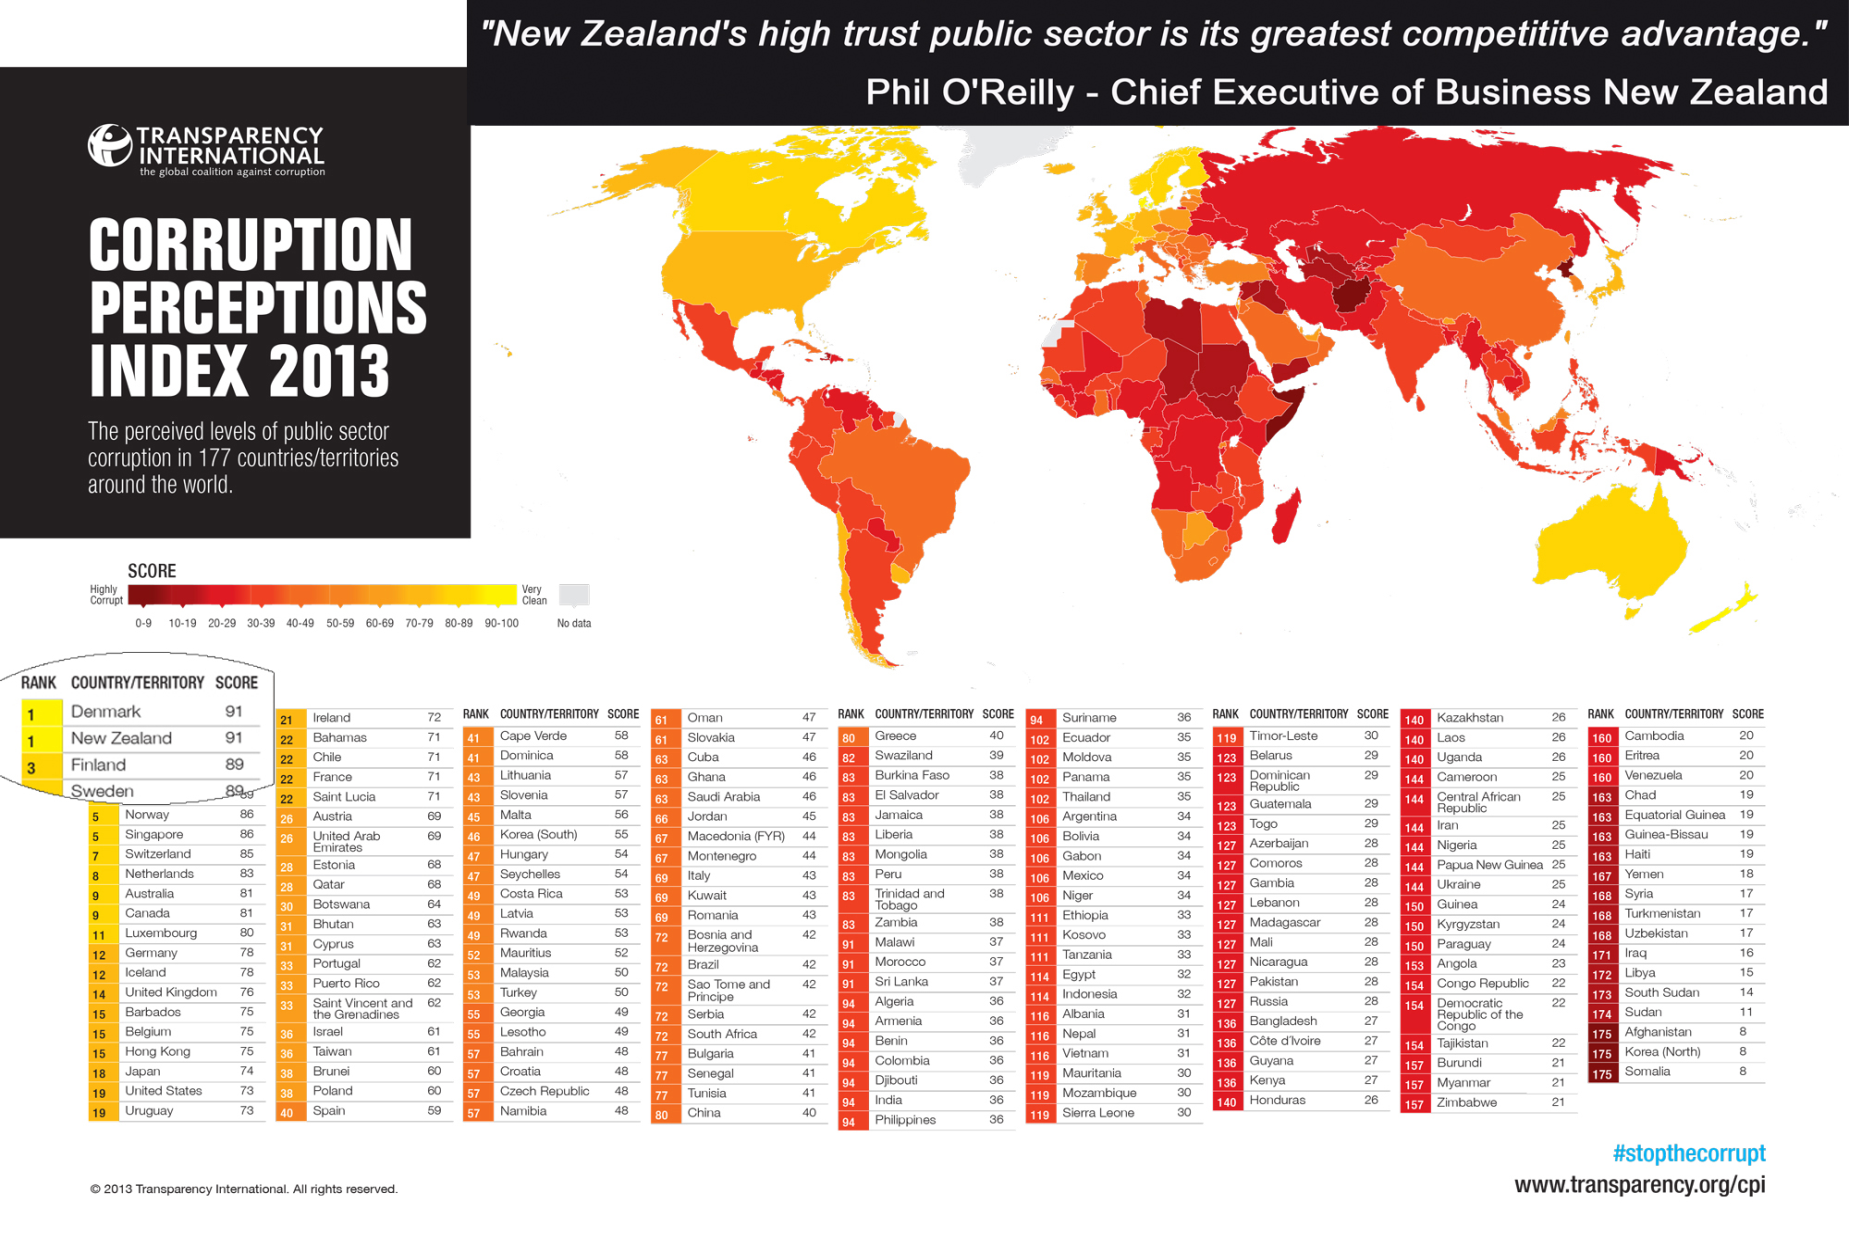 "New Zealand's high trust public sector is its greatest competititve advantage."
Phil O'Reilly - Chief Executive of Business New Zealand
TRANSPARENCY
INTERNATIONAL
the global coalition against corruption
CORRUPTION
PERCEPTIONS
INDEX 2013
The perceived levels of public sector
corruption in 177 countries/territories
around the world.
SCORE
Highly
Corrupt
Very
Clean
0-9 10-19 20-29 30-39 40-49 50-59 60-69 70-79 80-89 90-100 No data
RANK COUNTRY/TERRITORY SCORE
1 Denmark 91
1 New Zealand 91
3 Finland 89
Sweden 89
5 Norway 86
5 Singapore 86
7 Switzerland 85
8 Netherlands 83
9 Australia 81
9 Canada 81
11 Luxembourg 80
12 Germany 78
12 Iceland 78
14 United Kingdom 76
15 Barbados 75
15 Belgium 75
15 Hong Kong 75
18 Japan 74
19 United States 73
19 Uruguay 73
21 Ireland 72
22 Bahamas 71
22 Chile 71
22 France 71
22 Saint Lucia 71
26 Austria 69
26 United Arab 69
Emirates
28 Estonia 68
28 Qatar 68
30 Botswana 64
31 Bhutan 63
31 Cyprus 63
33 Portugal 62
33 Puerto Rico 62
33 Saint Vincent and 62
the Grenadines
36 Israel 61
36 Taiwan 61
38 Brunei 60
38 Poland 60
40 Spain 59
RANK COUNTRY/TERRITORY SCORE
41 Cape Verde 58
41 Dominica 58
43 Lithuania 57
43 Slovenia 57
45 Malta 56
46 Korea (South) 55
47 Hungary 54
47 Seychelles 54
49 Costa Rica 53
49 Latvia 53
49 Rwanda 53
52 Mauritius 52
53 Malaysia 50
53 Turkey 50
55 Georgia 49
55 Lesotho 49
57 Bahrain 48
57 Croatia 48
57 Czech Republic 48
57 Namibia 48
61 Oman 47
61 Slovakia 47
63 Cuba 46
63 Ghana 46
63 Saudi Arabia 46
66 Jordan 45
67 Macedonia (FYR) 44
67 Montenegro 44
69 Italy 43
69 Kuwait 43
69 Romania 43
72 Bosnia and 42
Herzegovina
72 Brazil 42
72 Sao Tome and 42
Principe
72 Serbia 42
72 South Africa 42
77 Bulgaria 41
77 Senegal 41
77 Tunisia 41
80 China 40
RANK COUNTRY/TERRITORY SCORE
80 Greece 40
82 Swaziland 39
83 Burkina Faso 38
83 El Salvador 38
83 Jamaica 38
83 Liberia 38
83 Mongolia 38
83 Peru 38
83 Trinidad and 38
Tobago
83 Zambia 38
91 Malawi 37
91 Morocco 37
91 Sri Lanka 37
94 Algeria 36
94 Armenia 36
94 Benin 36
94 Colombia 36
94 Djibouti 36
94 India 36
94 Philippines 36
94 Suriname 36
102 Ecuador 35
102 Moldova 35
102 Panama 35
102 Thailand 35
106 Argentina 34
106 Bolivia 34
106 Gabon 34
106 Mexico 34
106 Niger 34
111 Ethiopia 33
111 Kosovo 33
111 Tanzania 33
114 Egypt 32
114 Indonesia 32
116 Albania 31
116 Nepal 31
116 Vietnam 31
119 Mauritania 30
119 Mozambique 30
119 Sierra Leone 30
RANK COUNTRY/TERRITORY SCORE
119 Timor-Leste 30
123 Belarus 29
123 Dominican 29
Republic
123 Guatemala 29
123 Togo 29
127 Azerbaijan 28
127 Comoros 28
127 Gambia 28
127 Lebanon 28
127 Madagascar 28
127 Mali 28
127 Nicaragua 28
127 Pakistan 28
127 Russia 28
136 Bangladesh 27
136 Côte d'Ivoire 27
136 Guyana 27
136 Kenya 27
140 Honduras 26
140 Kazakhstan 26
140 Laos 26
140 Uganda 26
144 Cameroon 25
144 Central African 25
Republic
144 Iran 25
144 Nigeria 25
144 Papua New Guinea 25
144 Ukraine 25
150 Guinea 24
150 Kyrgyzstan 24
150 Paraguay 24
153 Angola 23
154 Congo Republic 22
154 Democratic 22
Republic of the
Congo
154 Tajikistan 22
157 Burundi 21
157 Myanmar 21
157 Zimbabwe 21
RANK COUNTRY/TERRITORY SCORE
160 Cambodia 20
160 Eritrea 20
160 Venezuela 20
163 Chad 19
163 Equatorial Guinea 19
163 Guinea-Bissau 19
163 Haiti 19
167 Yemen 18
168 Syria 17
168 Turkmenistan 17
168 Uzbekistan 17
171 Iraq 16
172 Libya 15
173 South Sudan 14
174 Sudan 11
175 Afghanistan 8
175 Korea (North) 8
175 Somalia 8
#stopthecorrupt
www.transparency.org/cpi
© 2013 Transparency International. All rights reserved.